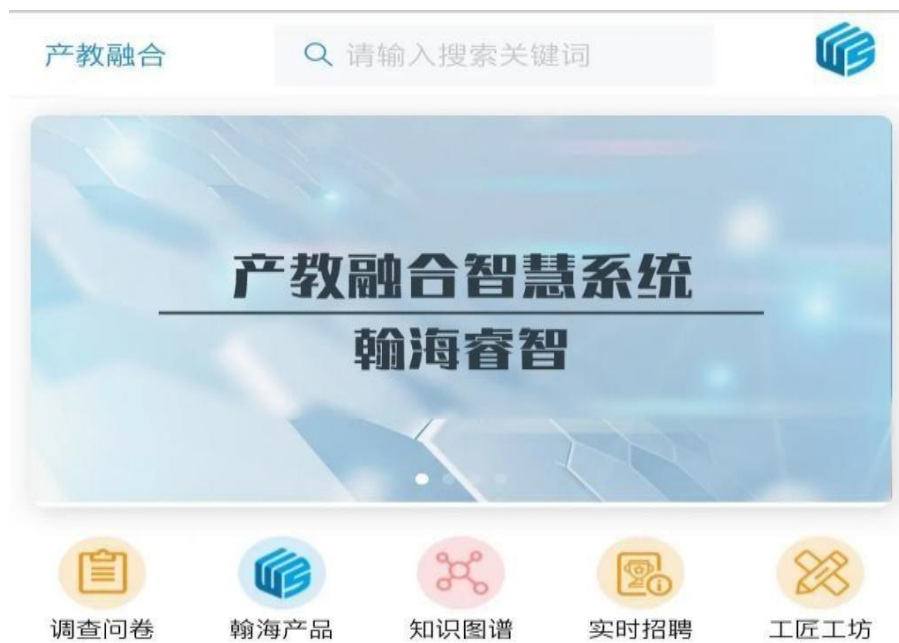 产教融合
请输入搜索关键词
产教融合智慧系统
翰海睿智
调查问卷
翰海产品
知识图谱
实时招聘
工匠工坊